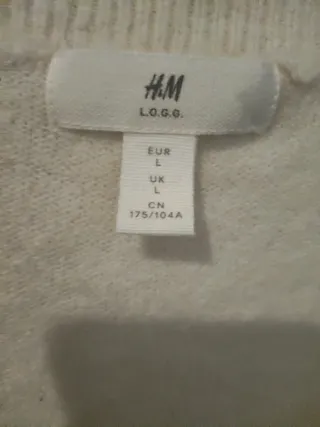 H&M
L.O.G.G.
EUR
L
UK
L
CN
175/104A